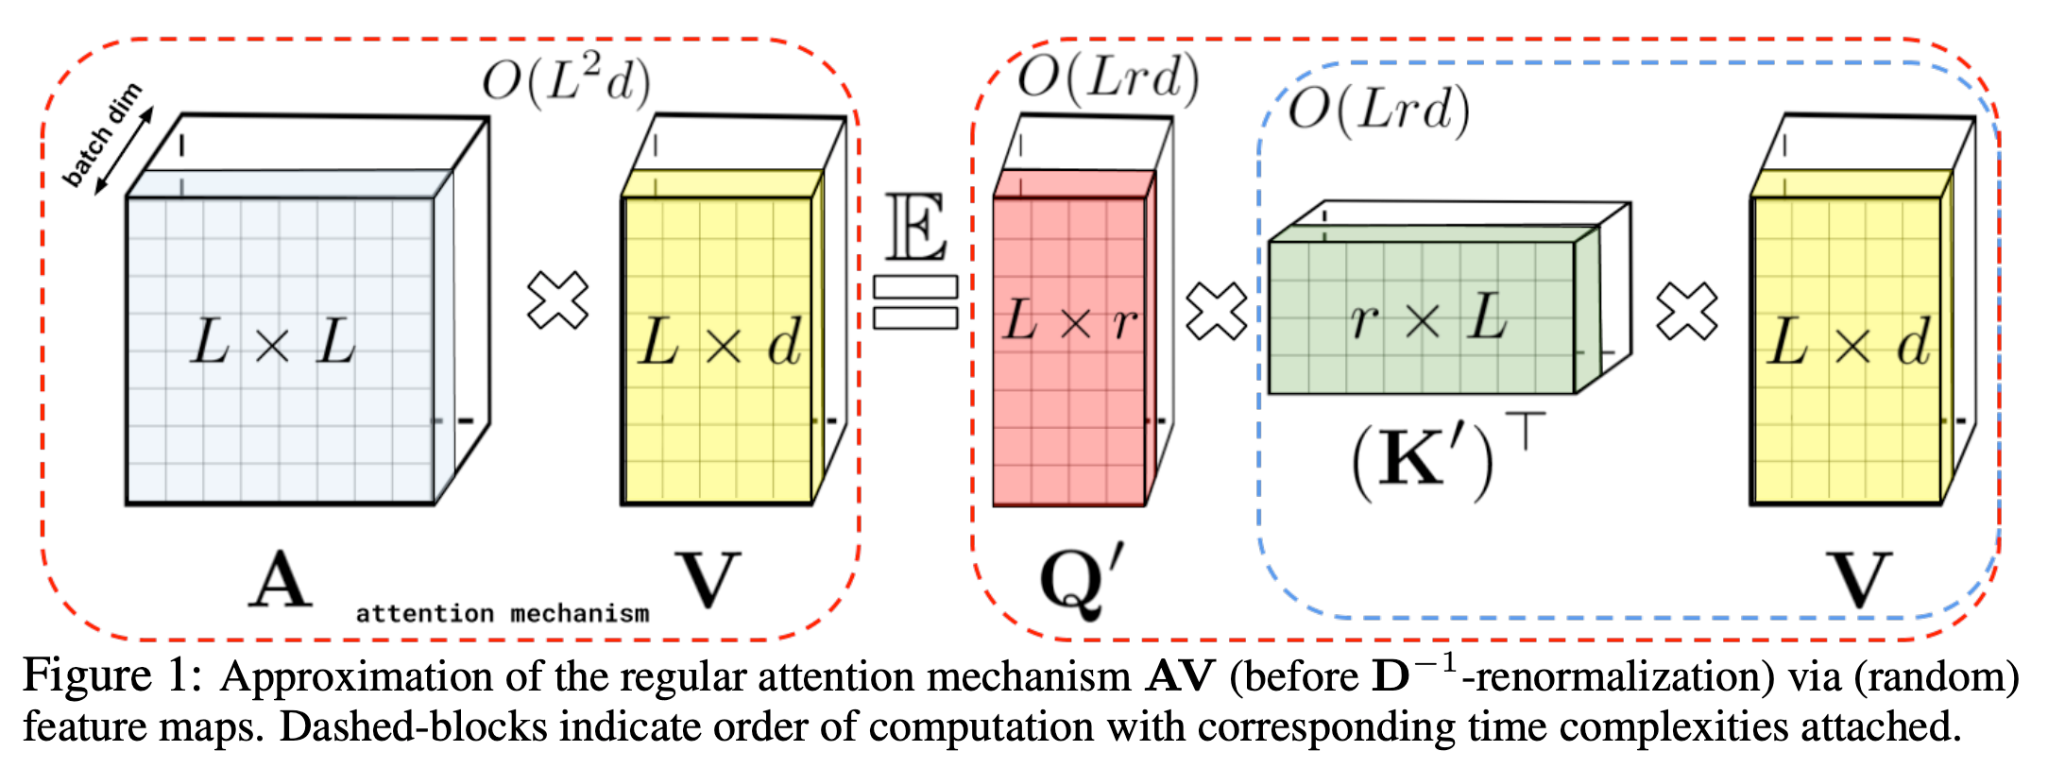 batch dim
O(L²d)
L × L
L × d
A
attention mechanism
V
𝔼
O(Lrd)
O(Lrd)
L × r
r × L
L × d
(K′)⊤
Q′
V
Figure 1: Approximation of the regular attention mechanism AV (before D⁻¹-renormalization) via (random)
feature maps. Dashed-blocks indicate order of computation with corresponding time complexities attached.